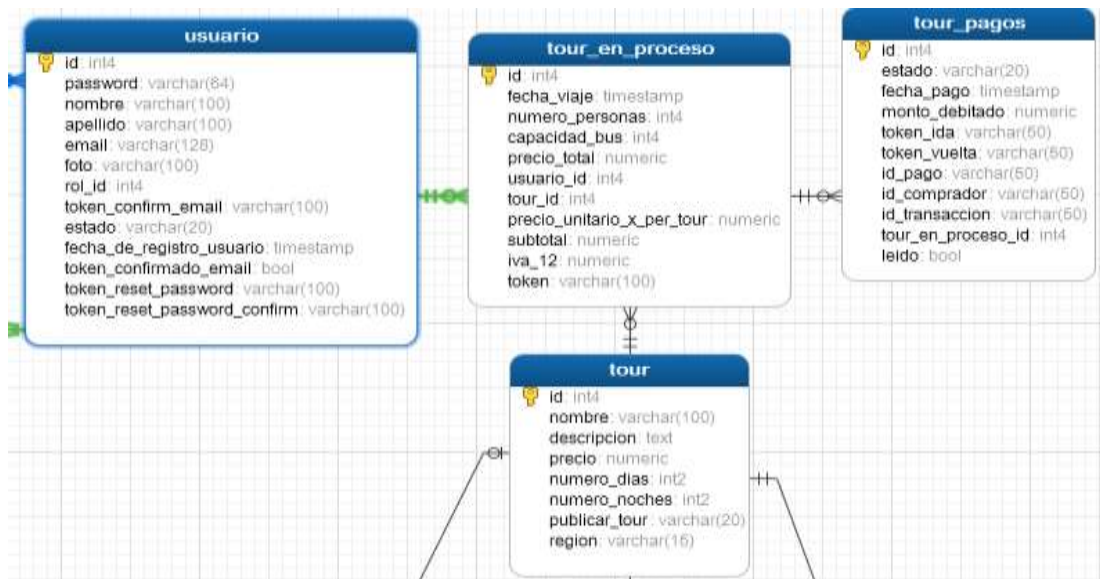 usuario
id: int4
password: varchar(64)
nombre: varchar(100)
apellido: varchar(100)
email: varchar(128)
foto: varchar(100)
rol_id: int4
token_confirm_email: varchar(100)
estado: varchar(20)
fecha_de_registro_usuario: timestamp
token_confirmado_email: bool
token_reset_password: varchar(100)
token_reset_password_confirm: varchar(100)
tour_en_proceso
id: int4
fecha_viaje: timestamp
numero_personas: int4
capacidad_bus: int4
precio_total: numeric
usuario_id: int4
tour_id: int4
precio_unitario_x_per_tour: numeric
subtotal: numeric
iva_12: numeric
token: varchar(100)
tour_pagos
id: int4
estado: varchar(20)
fecha_pago: timestamp
monto_debitado: numeric
token_ida: varchar(50)
token_vuelta: varchar(50)
id_pago: varchar(50)
id_comprador: varchar(50)
id_transaccion: varchar(50)
tour_en_proceso_id: int4
leido: bool
tour
id: int4
nombre: varchar(100)
descripcion: text
precio: numeric
numero_dias: int2
numero_noches: int2
publicar_tour: varchar(20)
region: varchar(15)